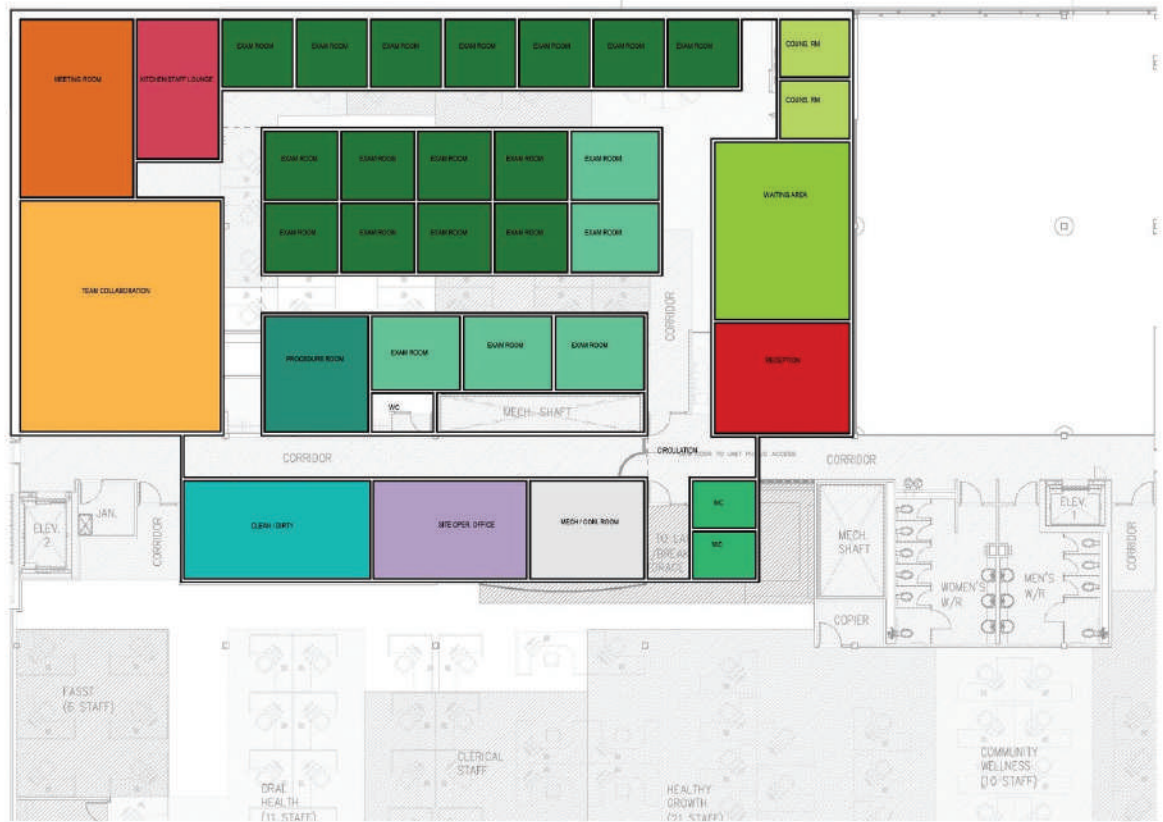 EXAM ROOM EXAM ROOM EXAM ROOM EXAM ROOM EXAM ROOM EXAM ROOM EXAM ROOM
COUNS. RM
MEETING ROOM KITCHEN/STAFF LOUNGE
COUNS. RM
EXAM ROOM EXAM ROOM EXAM ROOM EXAM ROOM EXAM ROOM
WAITING AREA
EXAM ROOM EXAM ROOM EXAM ROOM EXAM ROOM EXAM ROOM
TEAM COLLABORATION
CORRIDOR
PROCEDURE ROOM EXAM ROOM EXAM ROOM EXAM ROOM
RECEPTION
WC
MECH. SHAFT
CIRCULATION
TO UNIT PUBLIC ACCESS
CORRIDOR
CORRIDOR
ELEV.
2
JAN.
CORRIDOR
CLEAN / DIRTY
SITE OPER. OFFICE
MECH / COM. ROOM
WC
WC
TO
MECH.
SHAFT
ELEV.
1
CORRIDOR
WOMEN'S
W/R
MEN'S
W/R
COPIER
FASST
(6 STAFF)
CLERICAL
STAFF
COMMUNITY
WELLNESS
(10 STAFF)
ORAL
HEALTH
(11 STAFF)
HEALTHY
GROWTH
(21 STAFF)